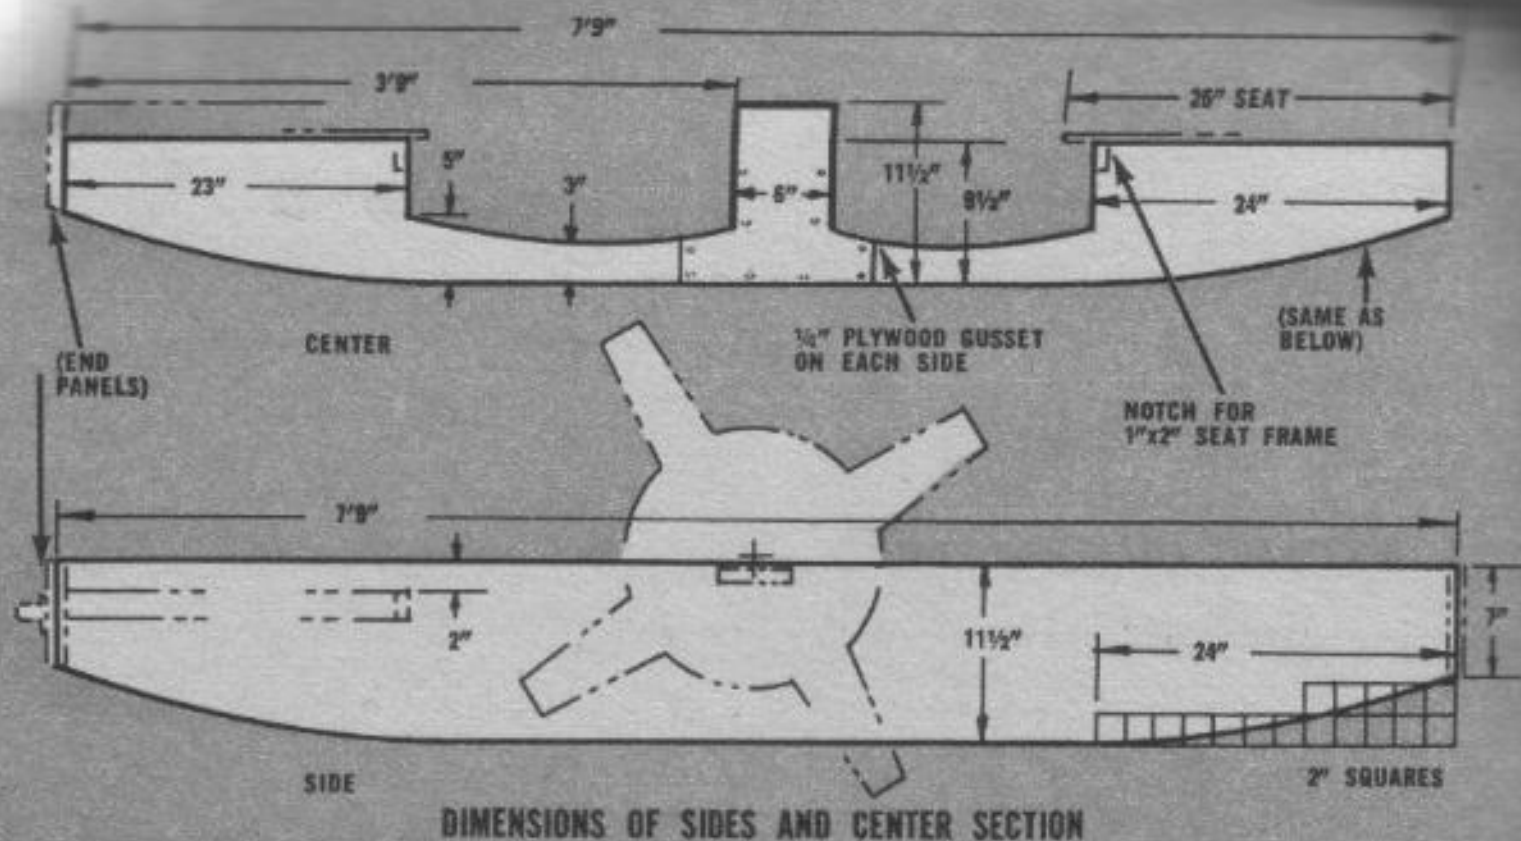 7'9"
3'9"
26" SEAT
5"
3"
23"
6"
11½"
9½"
24"
CENTER
(END
PANELS)
PLYWOOD GUSSET
ON EACH SIDE
(SAME AS
BELOW)
NOTCH FOR
1"x2" SEAT FRAME
7'9"
2"
11½"
24"
7"
SIDE
2" SQUARES
DIMENSIONS OF SIDES AND CENTER SECTION